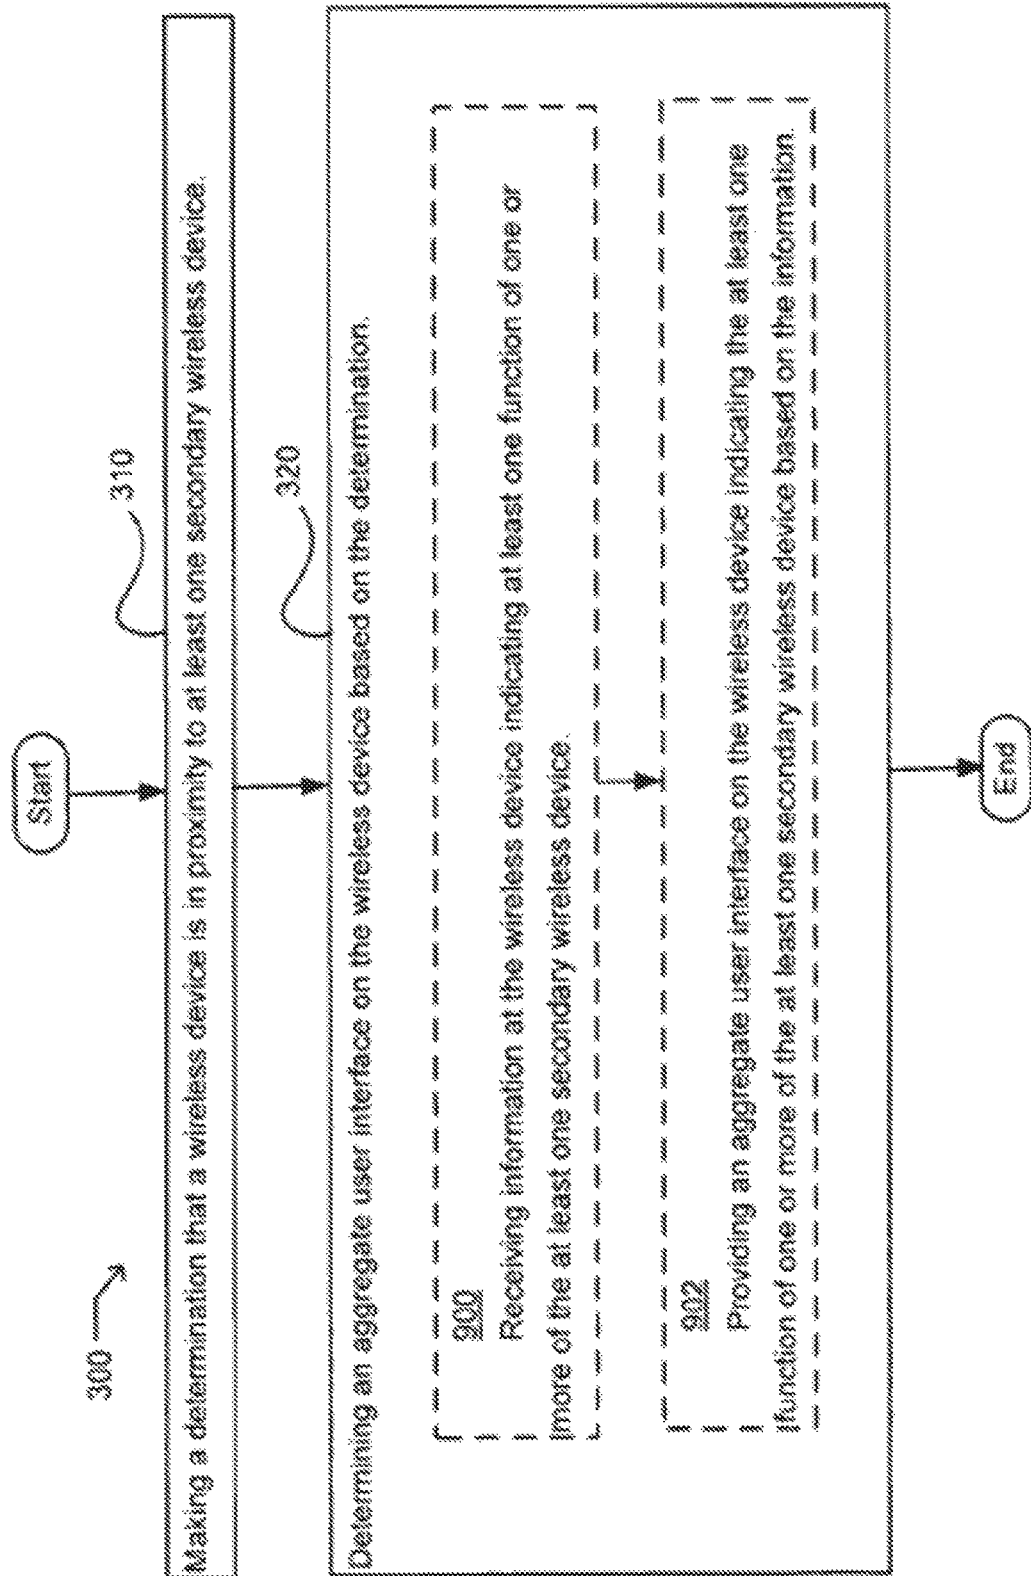 300
Start
310
Making a determination that a wireless device is in proximity to at least one secondary wireless device.
320
Determining an aggregate user interface on the wireless device based on the determination.
900
Receiving information at the wireless device indicating at least one function of one or
more of the at least one secondary wireless device.
902
Providing an aggregate user interface on the wireless device indicating the at least one
function of one or more of the at least one secondary wireless device based on the information.
End